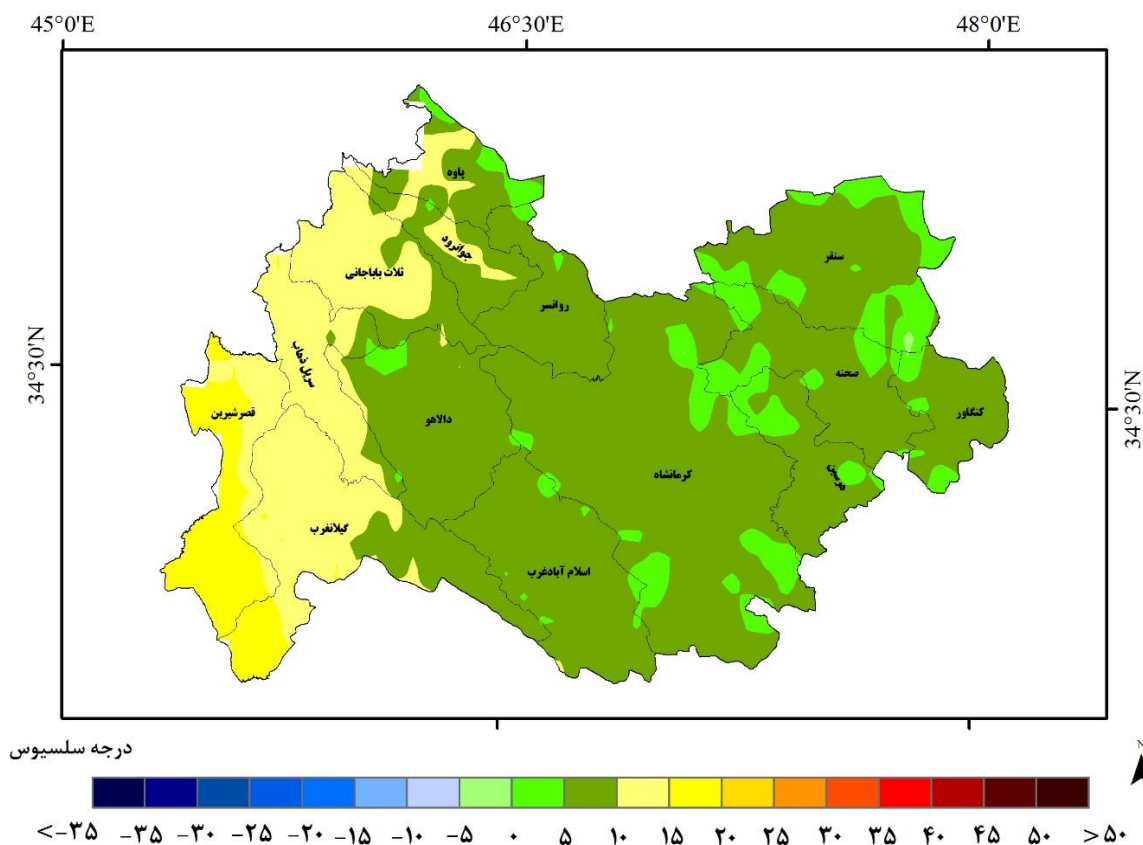 45°0'E 46°30'E 48°0'E
پاوه
جوانرود
ثلاث باباجانی
سنقر
روانسر
34°30'N
سرپل ذهاب
صحنه
34°30'N
قصرشیرین
دالاهو
کنگاور
کرمانشاه
هرسین
گیلانغرب
اسلام آبادغرب
درجه سلسیوس
N
<-۳۵ -۳۵ -۳۰ -۲۵ -۲۰ -۱۵ -۱۰ -۵ ۰ ۵ ۱۰ ۱۵ ۲۰ ۲۵ ۳۰ ۳۵ ۴۰ ۴۵ ۵۰ >۵۰